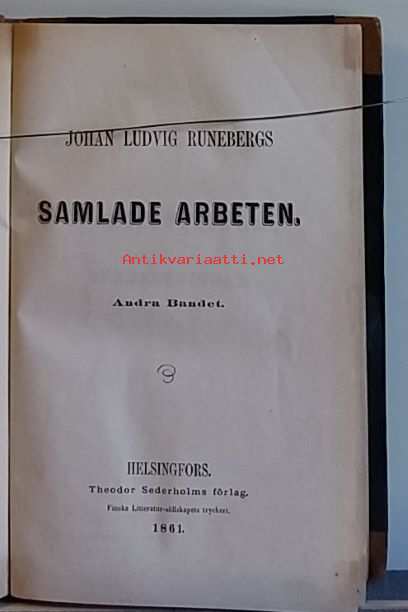 JOHAN LUDVIG RUNEBERGS
SAMLADE ARBETEN.
Antikvariaatti.net
Andra Bandet.
HELSINGFORS.
Theodor Sederholms förlag.
Finska Litteratur-sällskapets tryckeri.
1861.